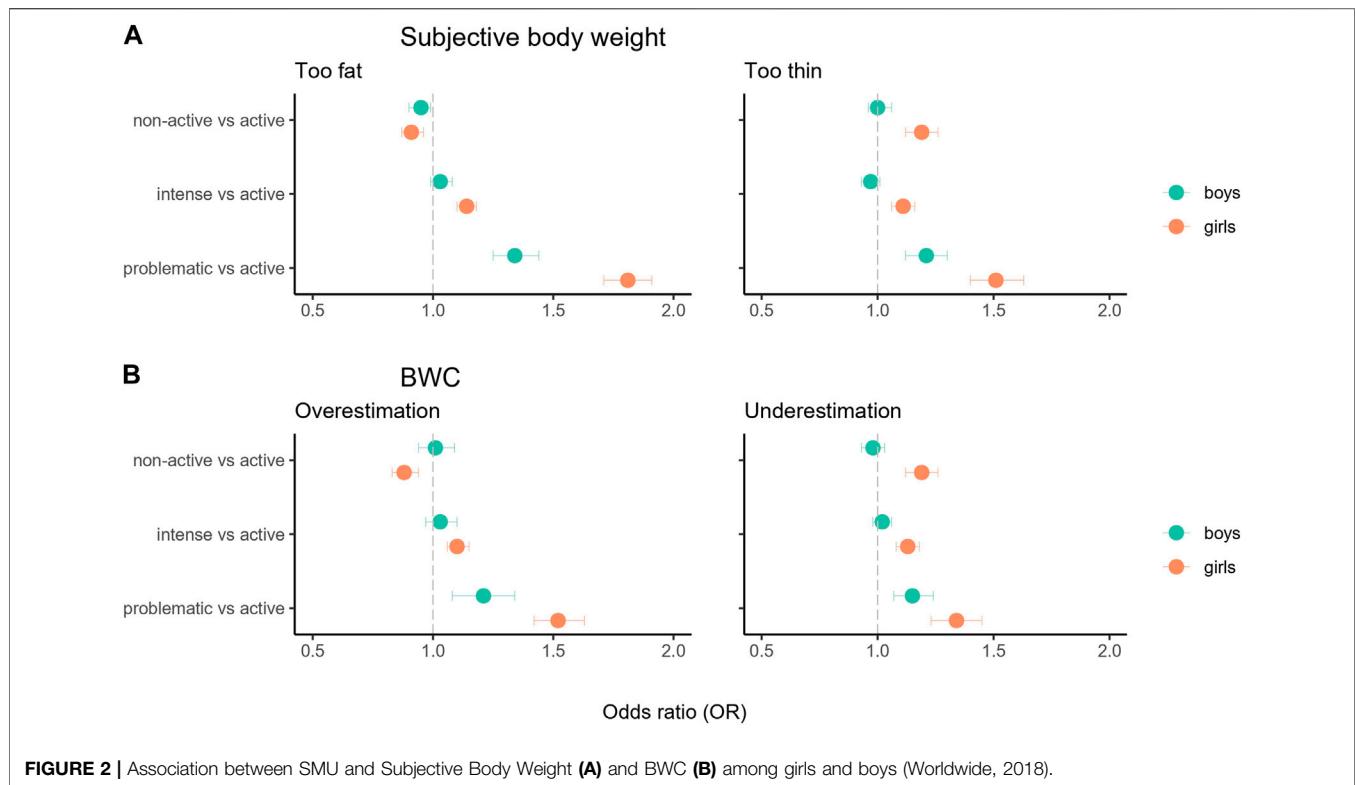 A
Subjective body weight
Too fat
Too thin
non-active vs active
intense vs active
problematic vs active
0.5 1.0 1.5 2.0
0.5 1.0 1.5 2.0
boys
girls
B
BWC
Overestimation
Underestimation
non-active vs active
intense vs active
problematic vs active
0.5 1.0 1.5 2.0
0.5 1.0 1.5 2.0
boys
girls
Odds ratio (OR)
FIGURE 2 | Association between SMU and Subjective Body Weight (A) and BWC (B) among girls and boys (Worldwide, 2018).